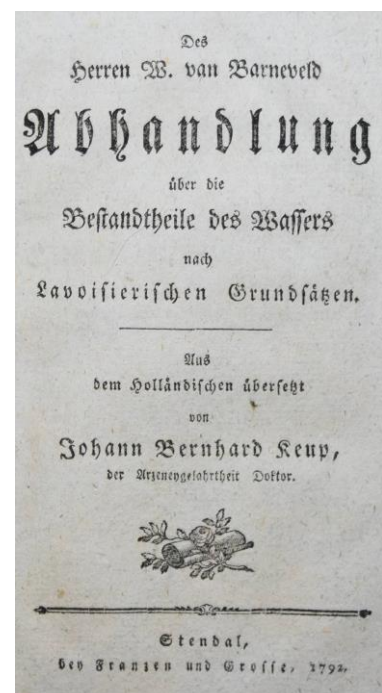 Des
Herren W. van Barneveld
Abhandlung
über die
Bestandtheile des Wassers
nach
Lavoisierischen Grundsätzen.
Aus
dem Holländischen übersetzt
von
Johann Bernhard Keup,
der Arzeneygelahrtheit Doktor.
Stendal,
bey Franzen und Grosse, 1792.